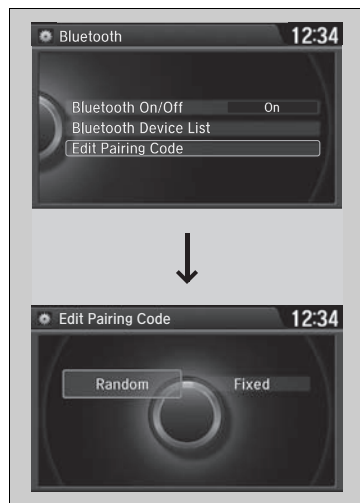 Bluetooth 12:34
Bluetooth On/Off On
Bluetooth Device List
Edit Pairing Code
Edit Pairing Code 12:34
Random Fixed